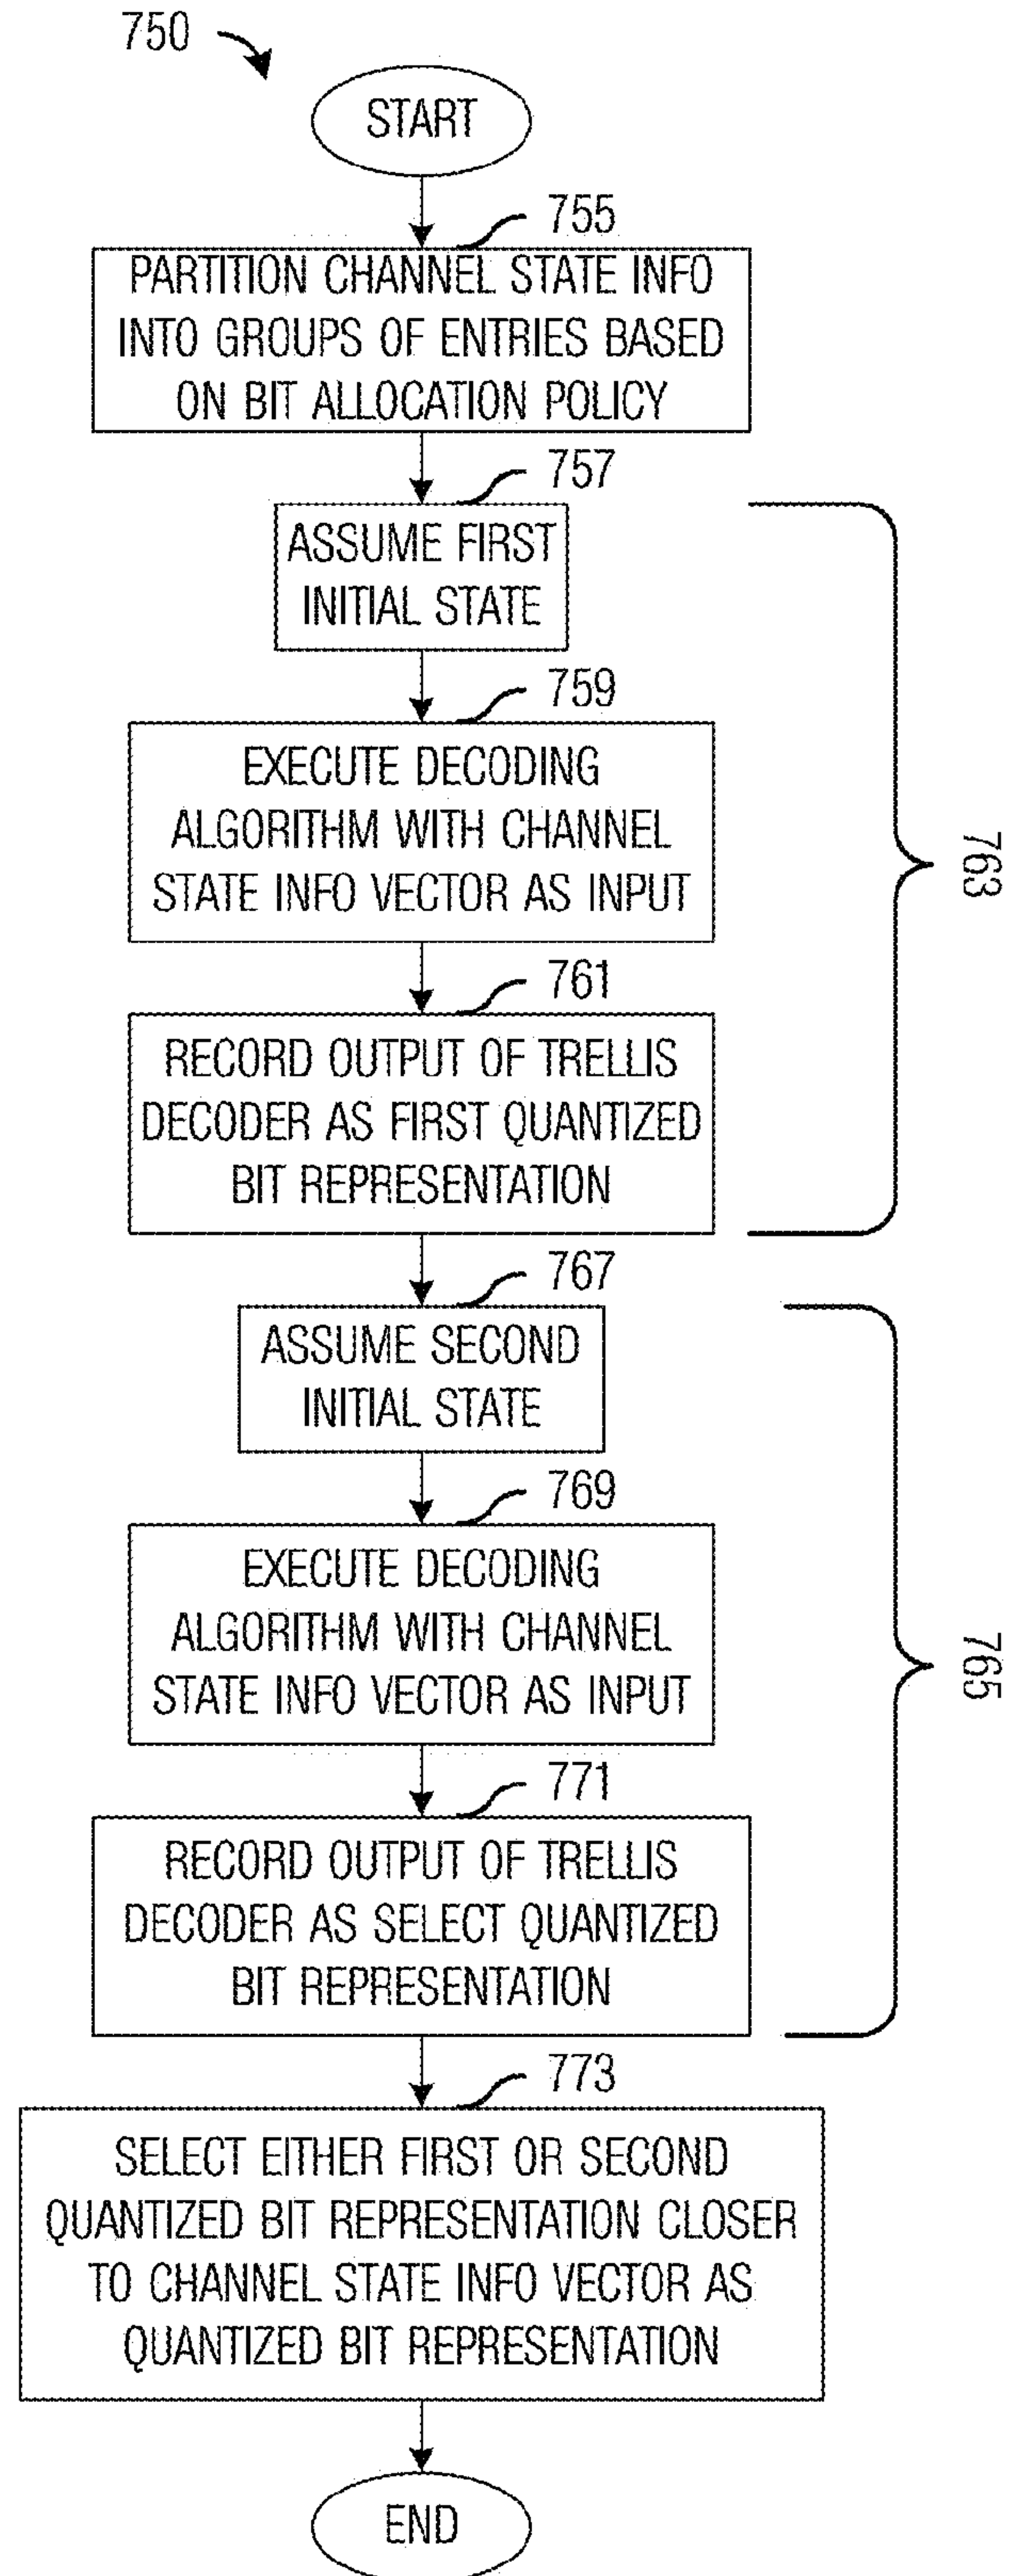 750
START
755
PARTITION CHANNEL STATE INFO
INTO GROUPS OF ENTRIES BASED
ON BIT ALLOCATION POLICY
757
ASSUME FIRST
INITIAL STATE
759
EXECUTE DECODING
ALGORITHM WITH CHANNEL
STATE INFO VECTOR AS INPUT
763
761
RECORD OUTPUT OF TRELLIS
DECODER AS FIRST QUANTIZED
BIT REPRESENTATION
767
ASSUME SECOND
INITIAL STATE
769
EXECUTE DECODING
ALGORITHM WITH CHANNEL
STATE INFO VECTOR AS INPUT
765
771
RECORD OUTPUT OF TRELLIS
DECODER AS SELECT QUANTIZED
BIT REPRESENTATION
773
SELECT EITHER FIRST OR SECOND
QUANTIZED BIT REPRESENTATION CLOSER
TO CHANNEL STATE INFO VECTOR AS
QUANTIZED BIT REPRESENTATION
END